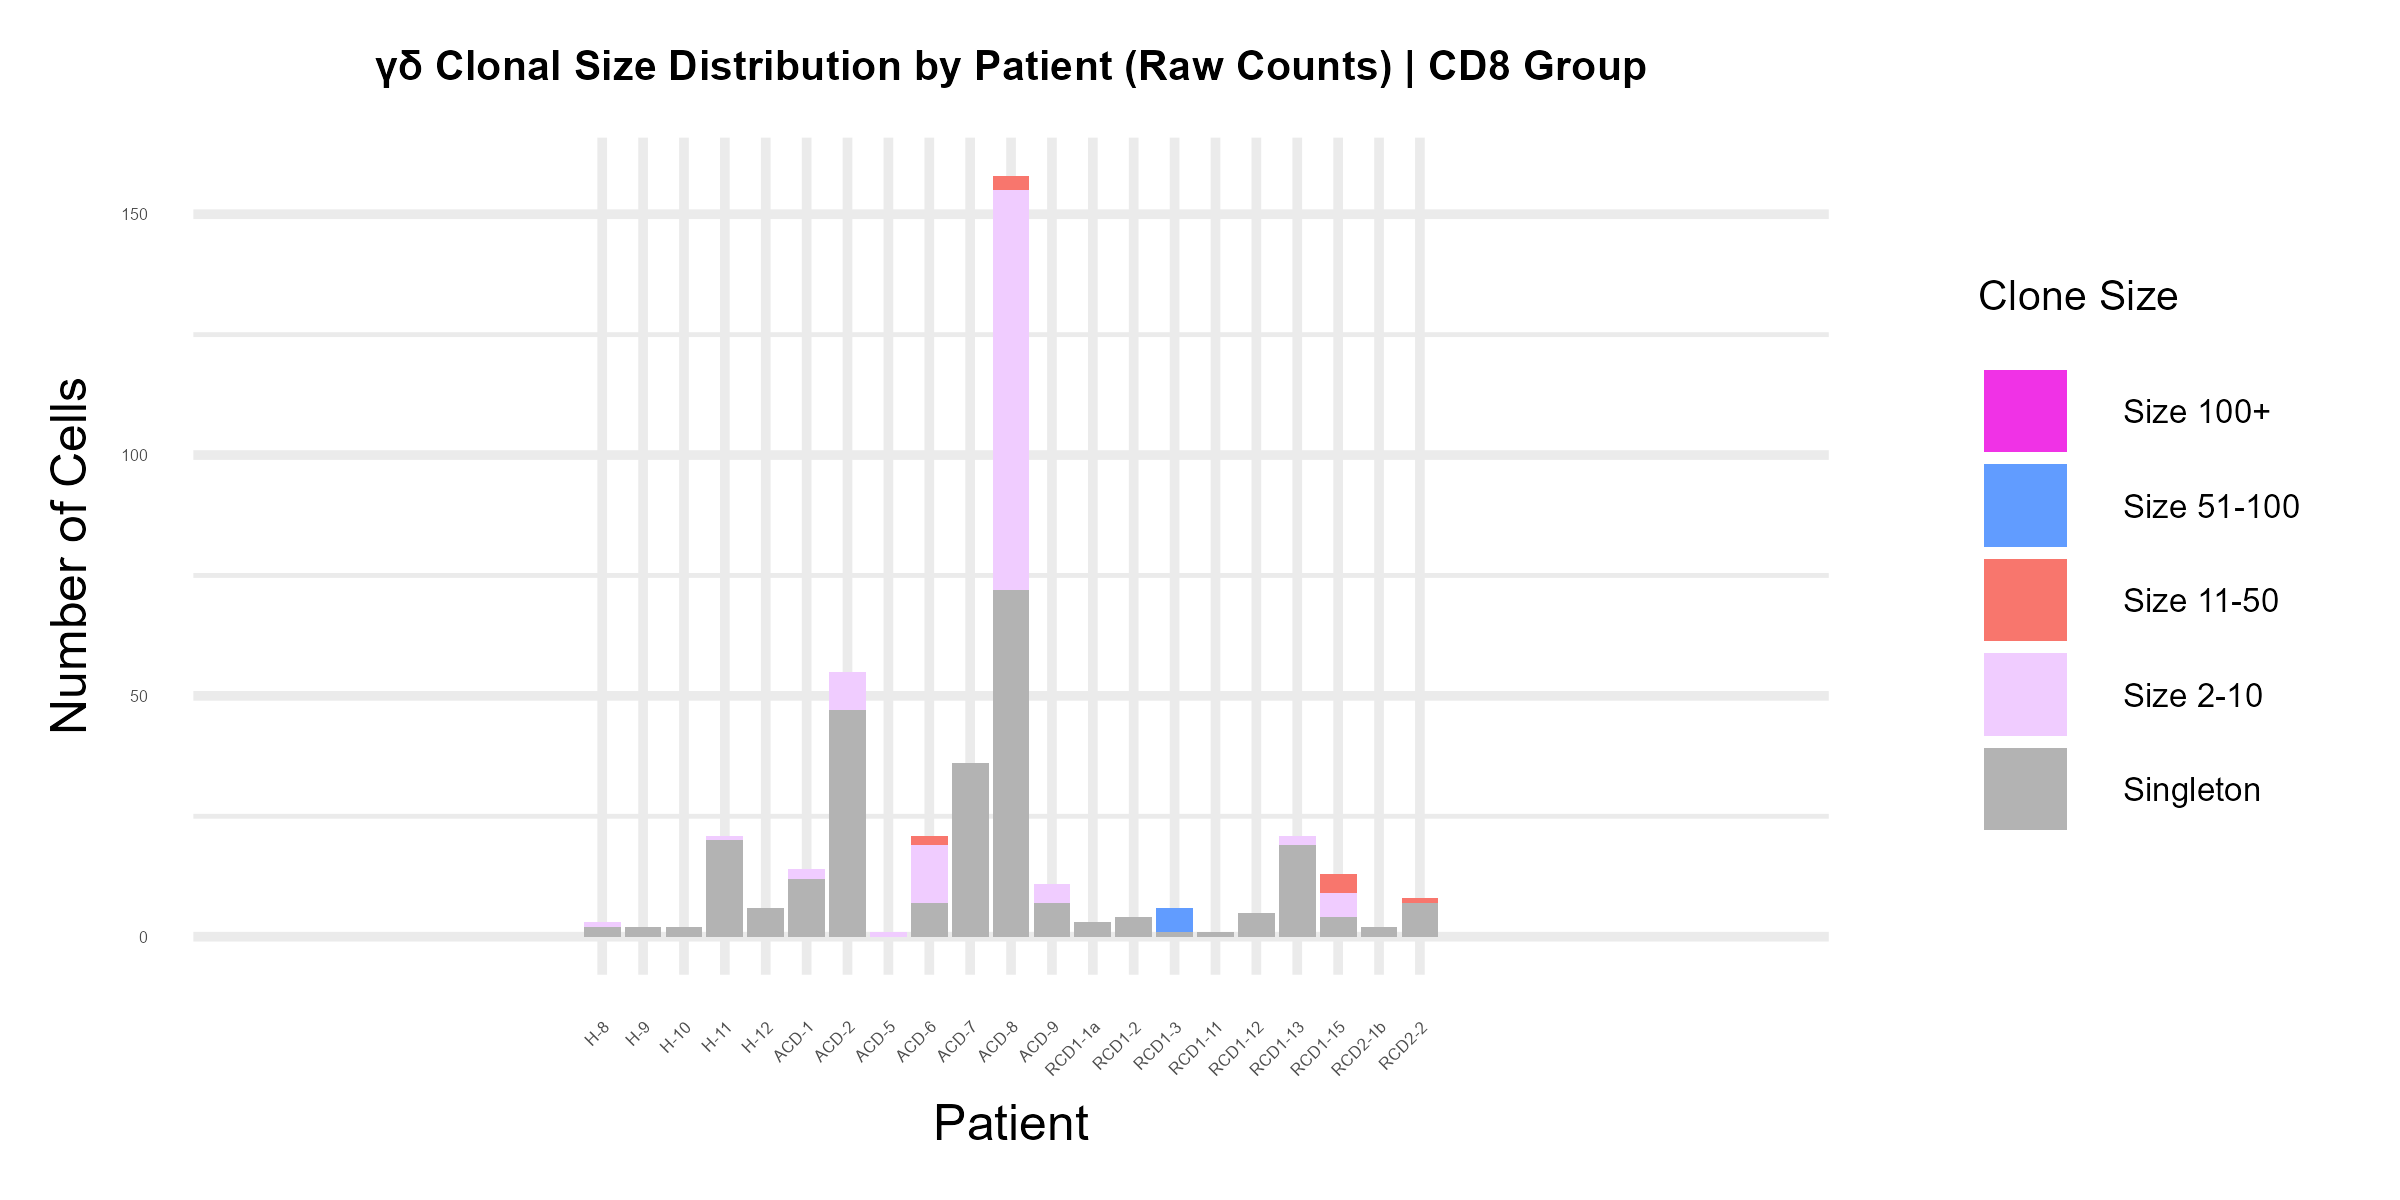 γδ Clonal Size Distribution by Patient (Raw Counts) | CD8 Group
Number of Cells
150
100
50
0
H-8
H-9
H-10
H-11
H-12
ACD-1
ACD-2
ACD-5
ACD-6
ACD-7
ACD-8
ACD-9
RCD1-1a
RCD1-2
RCD1-3
RCD1-11
RCD1-12
RCD1-13
RCD1-15
RCD2-1b
RCD2-2
Patient
Clone Size
Size 100+
Size 51-100
Size 11-50
Size 2-10
Singleton